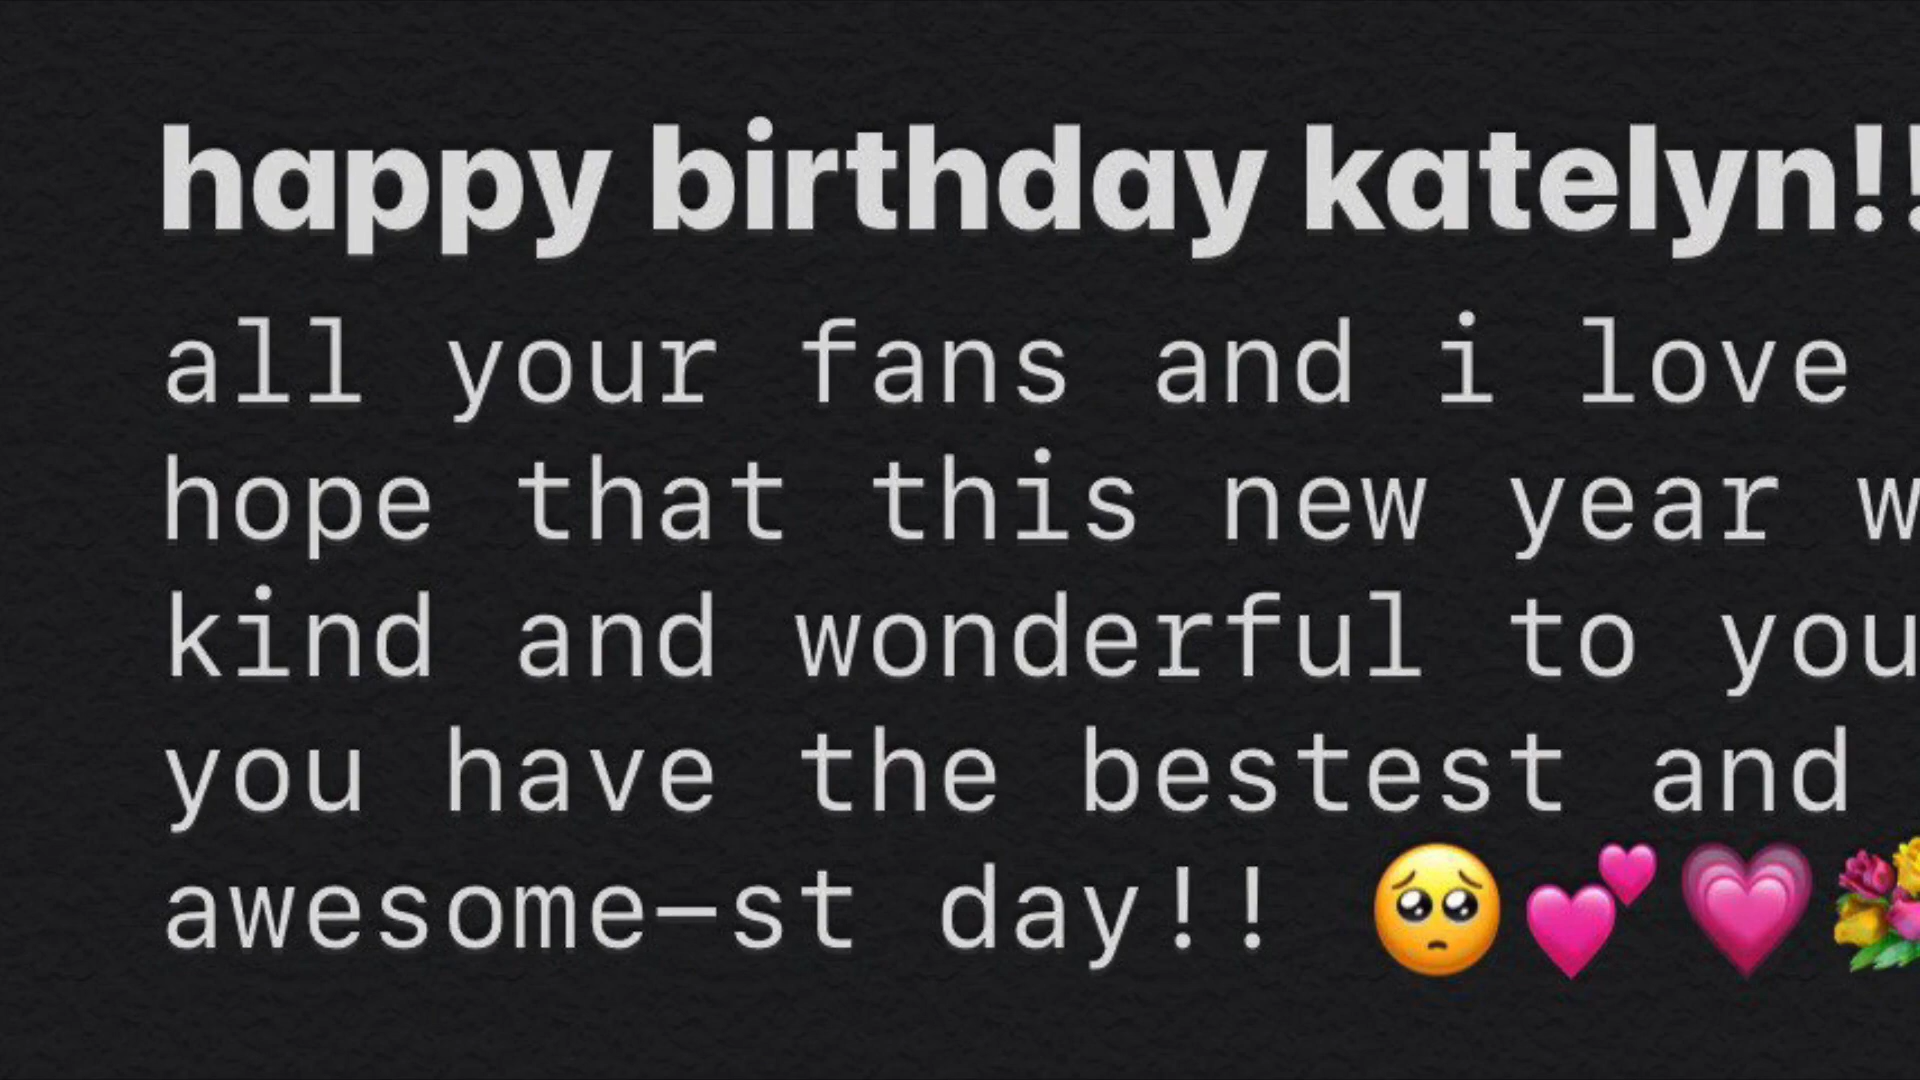 happy birthday katelyn!!
all your fans and i love
hope that this new year w
kind and wonderful to you
you have the bestest and
awesome—st day!! 🥺💕💗💐